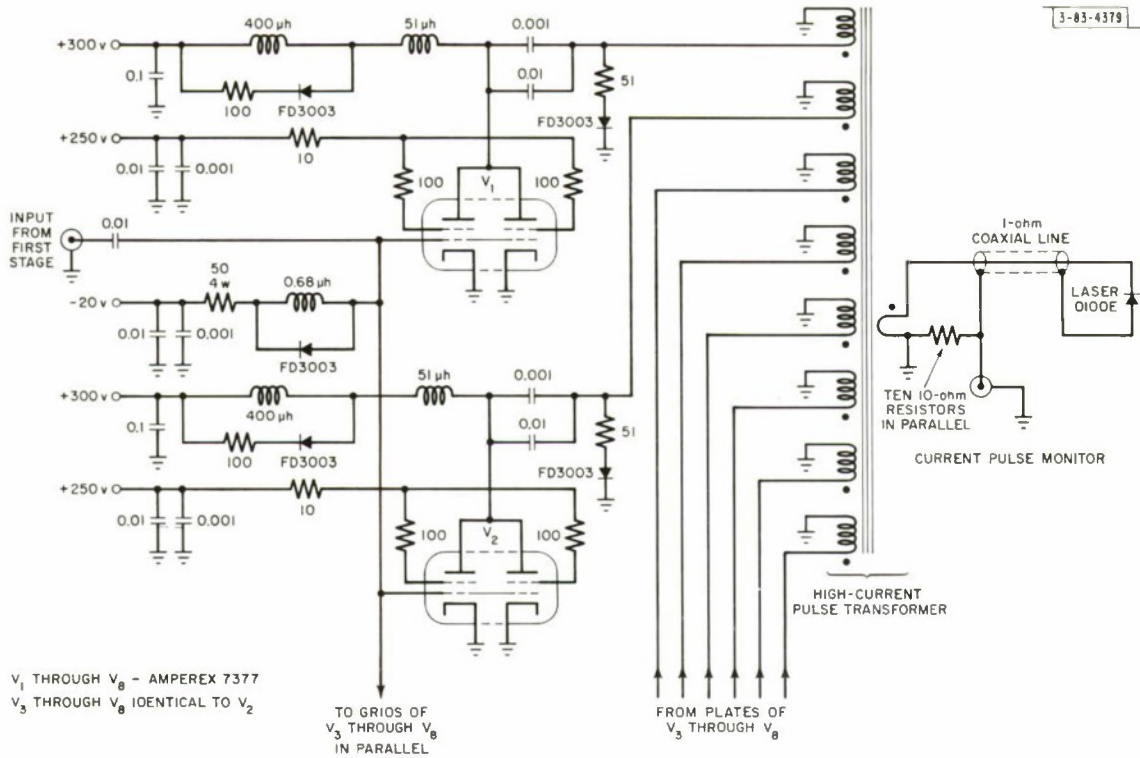 3-83-4379
400 μh
51 μh
0.001
+300 v
0.1
0.01
51
100
FD3003
FD3003
+250 v
10
0.01
0.001
100
V1
100
INPUT
FROM
FIRST
STAGE
0.01
50
4 w
0.68 μh
-20 v
0.01
0.001
FD3003
1-ohm
COAXIAL LINE
LASER
DIODE
TEN 10-ohm
RESISTORS
IN PARALLEL
CURRENT PULSE MONITOR
51 μh
0.001
+300 v
400 μh
0.1
0.01
51
100
FD3003
FD3003
+250 v
10
0.01
0.001
100
V2
100
HIGH-CURRENT
PULSE TRANSFORMER
V1 THROUGH V8 - AMPEREX 7377
V3 THROUGH V8 IDENTICAL TO V2
TO GRIDS OF
V3 THROUGH V8
IN PARALLEL
FROM PLATES OF
V3 THROUGH V8